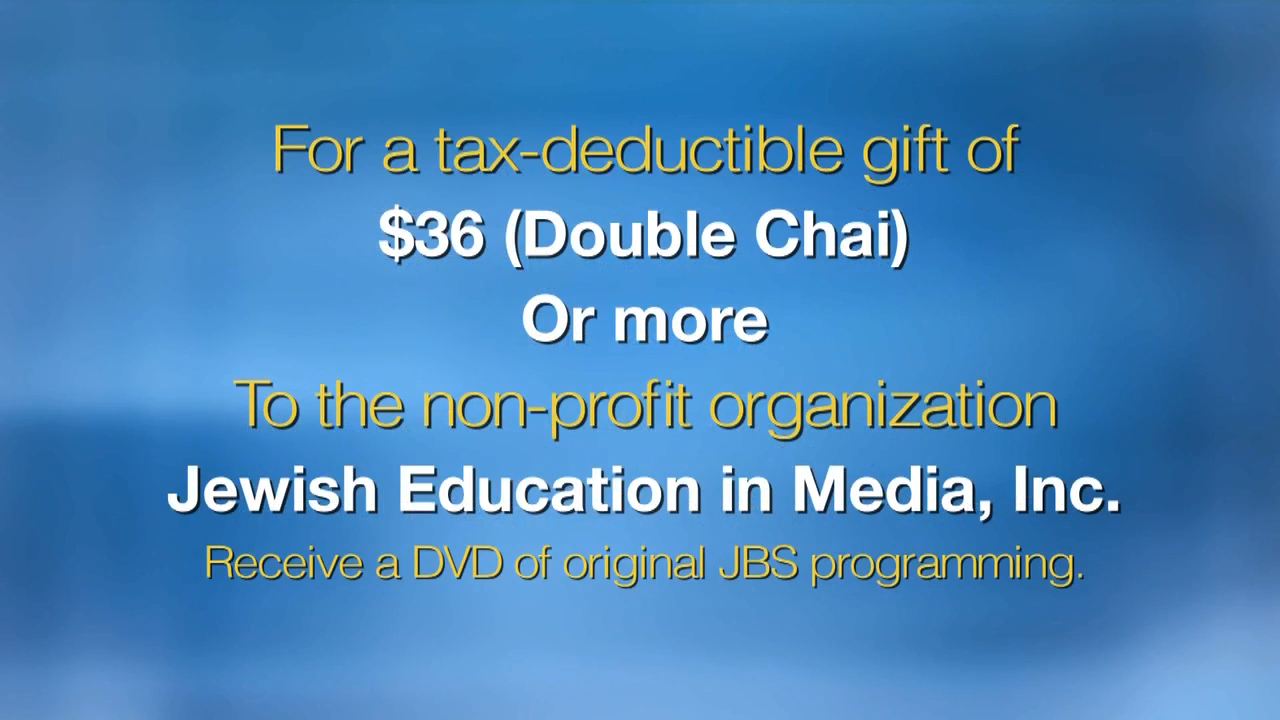 For a tax-deductible gift of
$36 (Double Chai)
Or more
To the non-profit organization
Jewish Education in Media, Inc.
Receive a DVD of original JBS programming.